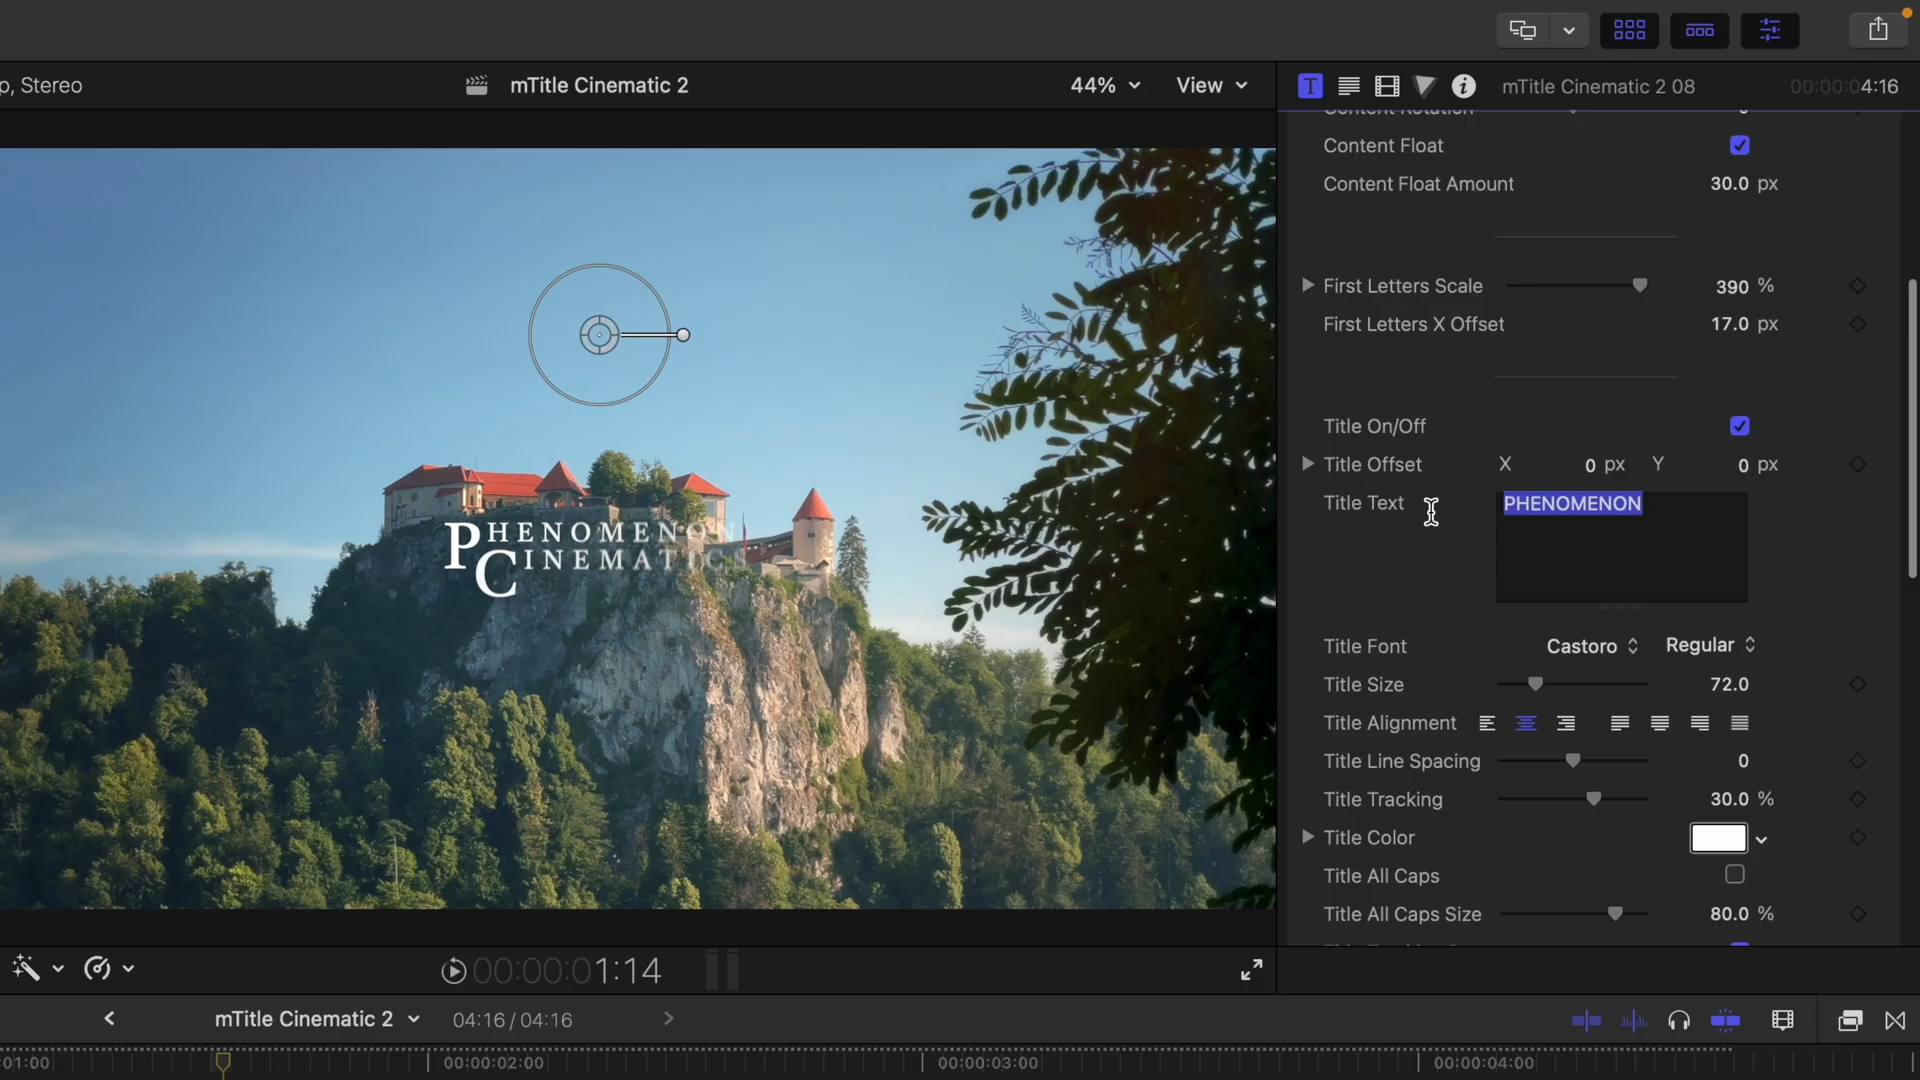 p, Stereo
mTitle Cinematic 2
44%
View
T
i
mTitle Cinematic 2 08
00:00:04:16
Content Rotation
Content Float
Content Float Amount
30.0 px
First Letters Scale
390 %
First Letters X Offset
17.0 px
Title On/Off
Title Offset
X 0 px Y 0 px
Title Text
PHENOMENON
Title Font
Castoro Regular
Title Size
72.0
Title Alignment
Title Line Spacing
0
Title Tracking
30.0 %
Title Color
Title All Caps
Title All Caps Size
80.0 %
PHENOMENON
CINEMATICS
00:00:01:14
mTitle Cinematic 2
04:16 / 04:16
01:00
00:00:02:00
00:00:03:00
00:00:04:00